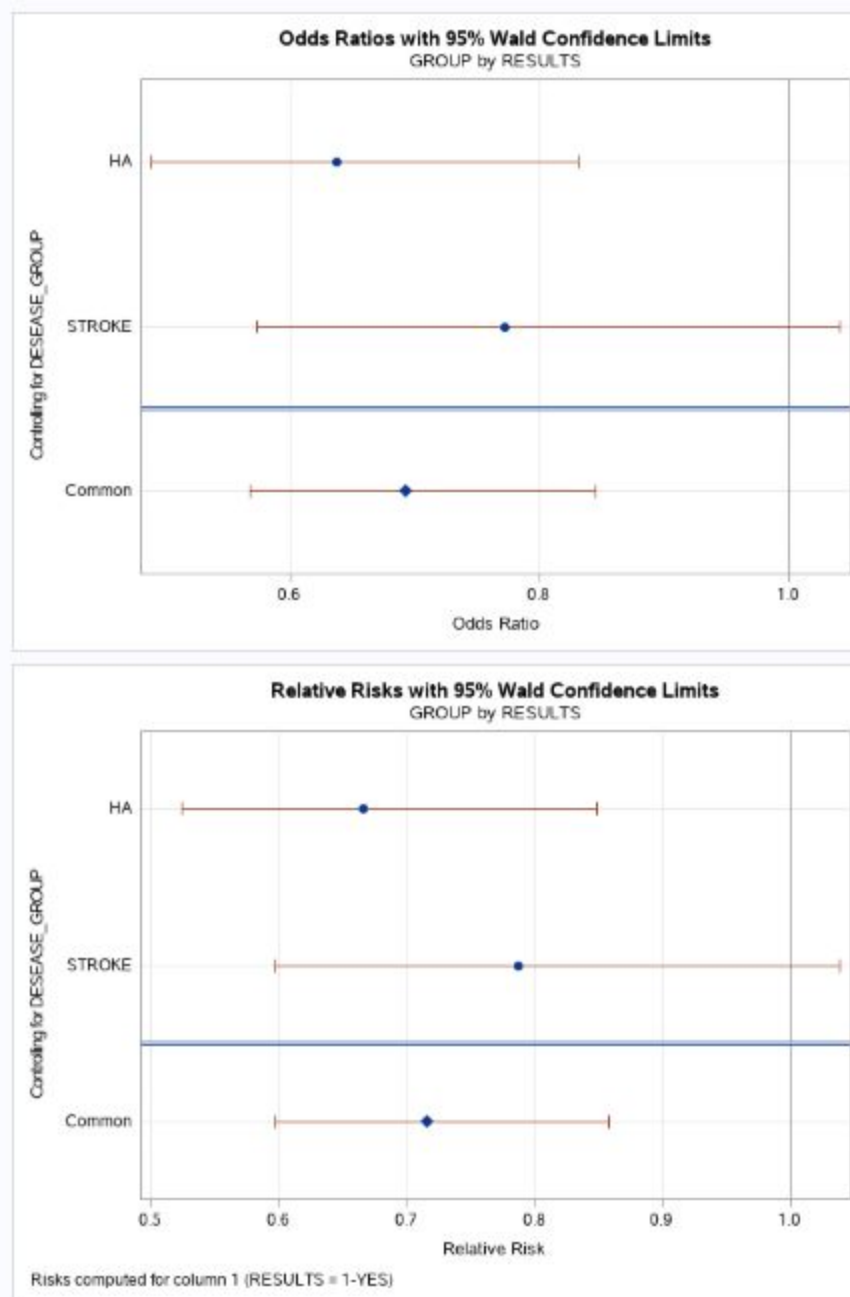 Odds Ratios with 95% Wald Confidence Limits
GROUP by RESULTS
Controlling for DESEASE_GROUP
HA
STROKE
Common
0.6 0.8 1.0
Odds Ratio
Relative Risks with 95% Wald Confidence Limits
GROUP by RESULTS
Controlling for DESEASE_GROUP
HA
STROKE
Common
0.5 0.6 0.7 0.8 0.9 1.0
Relative Risk
Risks computed for column 1 (RESULTS = 1-YES)